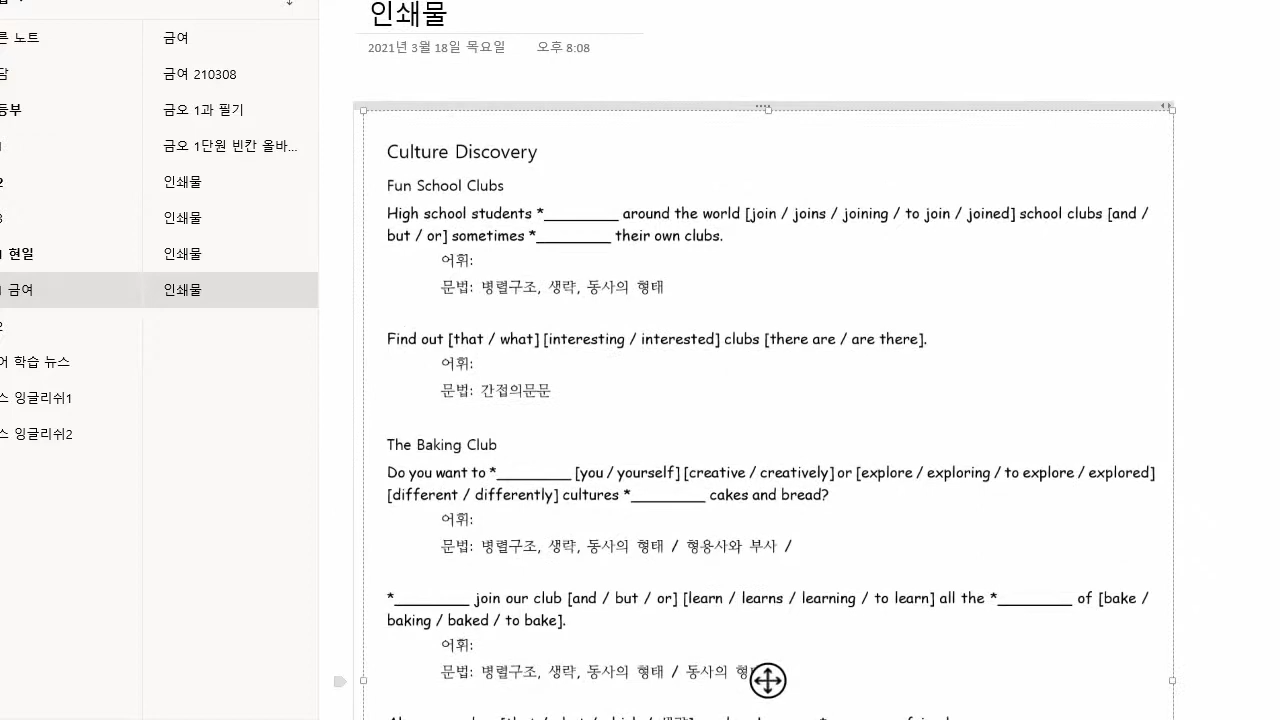 른 노트
담
등부
1
2
3
현일
금여
2
어 학습 뉴스
스 잉글리쉬1
스 잉글리쉬2
금여
금여 210308
금오 1과 필기
금오 1단원 빈칸 올바...
인쇄물
인쇄물
인쇄물
인쇄물
인쇄물
2021년 3월 18일 목요일 오후 8:08
Culture Discovery
Fun School Clubs
High school students *_________ around the world [join / joins / joining / to join / joined] school clubs [and /
but / or] sometimes *_________ their own clubs.
어휘:
문법: 병렬구조, 생략, 동사의 형태
Find out [that / what] [interesting / interested] clubs [there are / are there].
어휘:
문법: 간접의문문
The Baking Club
Do you want to *_________ [you / yourself] [creative / creatively] or [explore / exploring / to explore / explored]
[different / differently] cultures *_________ cakes and bread?
어휘:
문법: 병렬구조, 생략, 동사의 형태 / 형용사와 부사 /
*_________ join our club [and / but / or] [learn / learns / learning / to learn] all the *_________ of [bake /
baking / baked / to bake].
어휘:
문법: 병렬구조, 생략, 동사의 형태 / 동사의